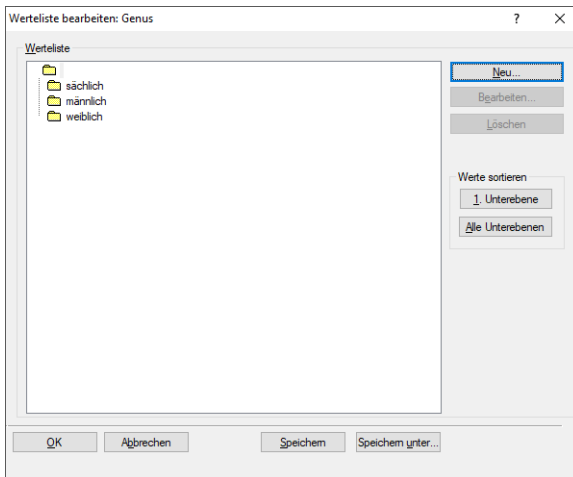 Werteliste bearbeiten: Genus
?
Werteliste
sächlich
männlich
weiblich
Neu...
Bearbeiten...
Löschen
Werte sortieren
1. Unterebene
Alle Unterebenen
OK
Abbrechen
Speichern
Speichern unter...